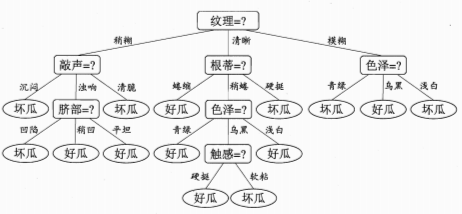 纹理=?
稍糊 清晰 模糊
敲声=? 根蒂=? 色泽=?
沉闷 浊响 清脆 蜷缩 稍蜷 硬挺 青绿 乌黑 浅白
坏瓜 脐部=? 坏瓜 好瓜 色泽=? 坏瓜 坏瓜 好瓜 坏瓜
凹陷 稍凹 平坦 青绿 乌黑 浅白
坏瓜 好瓜 好瓜 好瓜 触感=? 好瓜
硬挺 软粘
好瓜 坏瓜